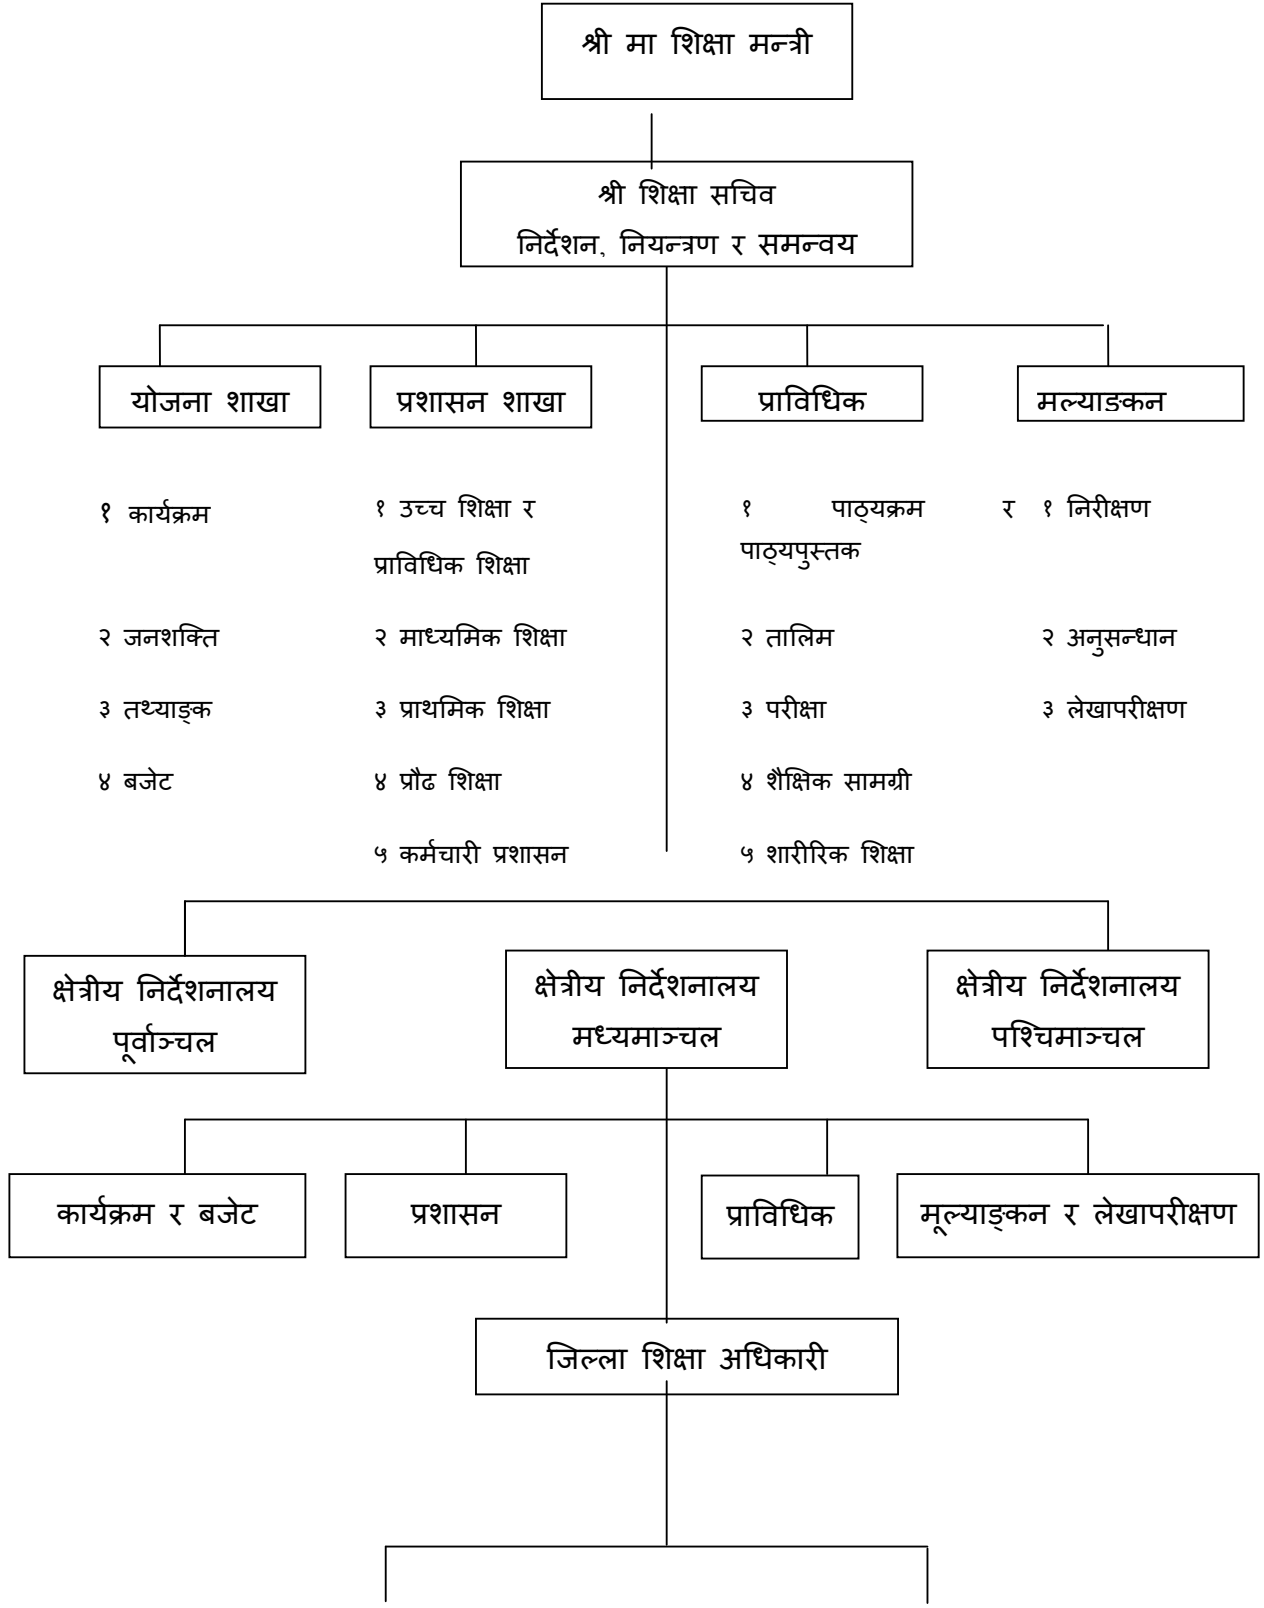 श्री मा शिक्षा मन्त्री
श्री शिक्षा सचिव
निर्देशन, नियन्त्रण र समन्वय
योजना शाखा
प्रशासन शाखा
प्राविधिक
मल्याङकन
१ कार्यक्रम
२ जनशक्ति
३ तथ्याङ्क
४ बजेट
१ उच्च शिक्षा र
प्राविधिक शिक्षा
२ माध्यमिक शिक्षा
३ प्राथमिक शिक्षा
४ प्रौढ शिक्षा
५ कर्मचारी प्रशासन
१ पाठ्यक्रम र
पाठ्यपुस्तक
२ तालिम
३ परीक्षा
४ शैक्षिक सामग्री
५ शारीरिक शिक्षा
१ निरीक्षण
२ अनुसन्धान
३ लेखापरीक्षण
क्षेत्रीय निर्देशनालय
पूर्वाञ्चल
क्षेत्रीय निर्देशनालय
मध्यमाञ्चल
क्षेत्रीय निर्देशनालय
पश्चिमाञ्चल
कार्यक्रम र बजेट
प्रशासन
प्राविधिक
मूल्याङ्कन र लेखापरीक्षण
जिल्ला शिक्षा अधिकारी